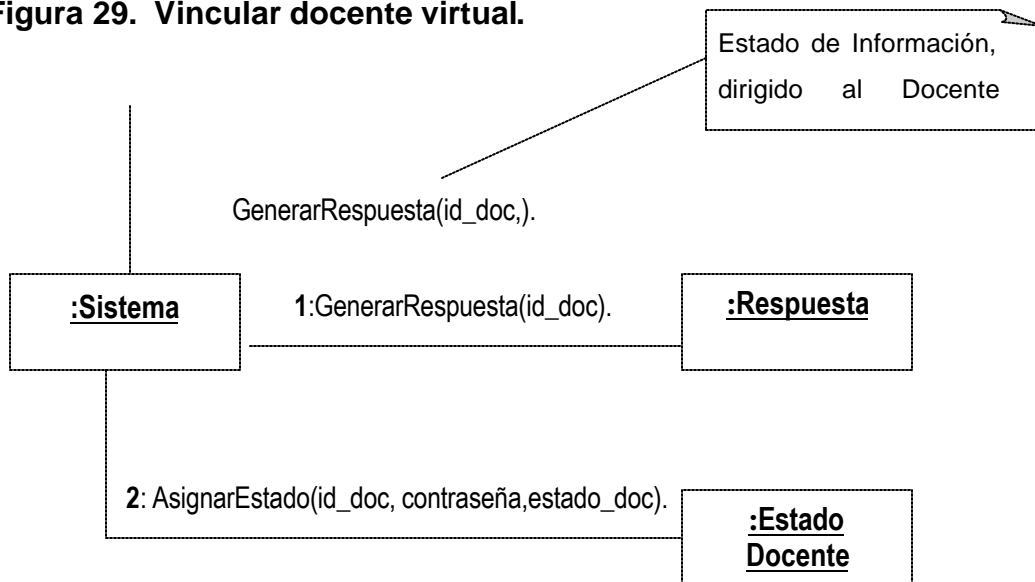 Figura 29. Vincular docente virtual.
Estado de Información,
dirigido al Docente
GenerarRespuesta(id_doc,).
:Sistema
1:GenerarRespuesta(id_doc).
:Respuesta
2: AsignarEstado(id_doc, contraseña,estado_doc).
:Estado
Docente